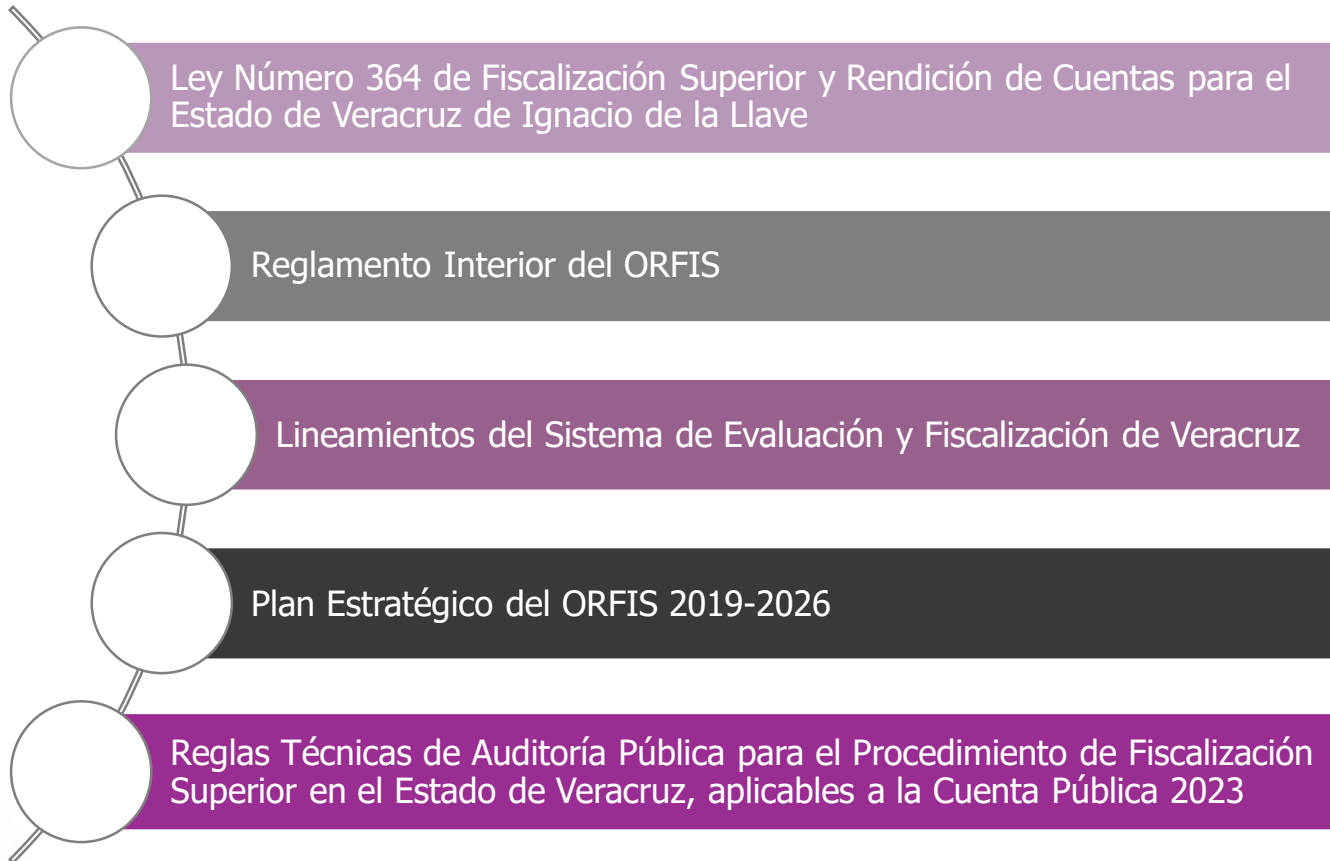 Ley Número 364 de Fiscalización Superior y Rendición de Cuentas para el
Estado de Veracruz de Ignacio de la Llave
Reglamento Interior del ORFIS
Lineamientos del Sistema de Evaluación y Fiscalización de Veracruz
Plan Estratégico del ORFIS 2019-2026
Reglas Técnicas de Auditoría Pública para el Procedimiento de Fiscalización
Superior en el Estado de Veracruz, aplicables a la Cuenta Pública 2023